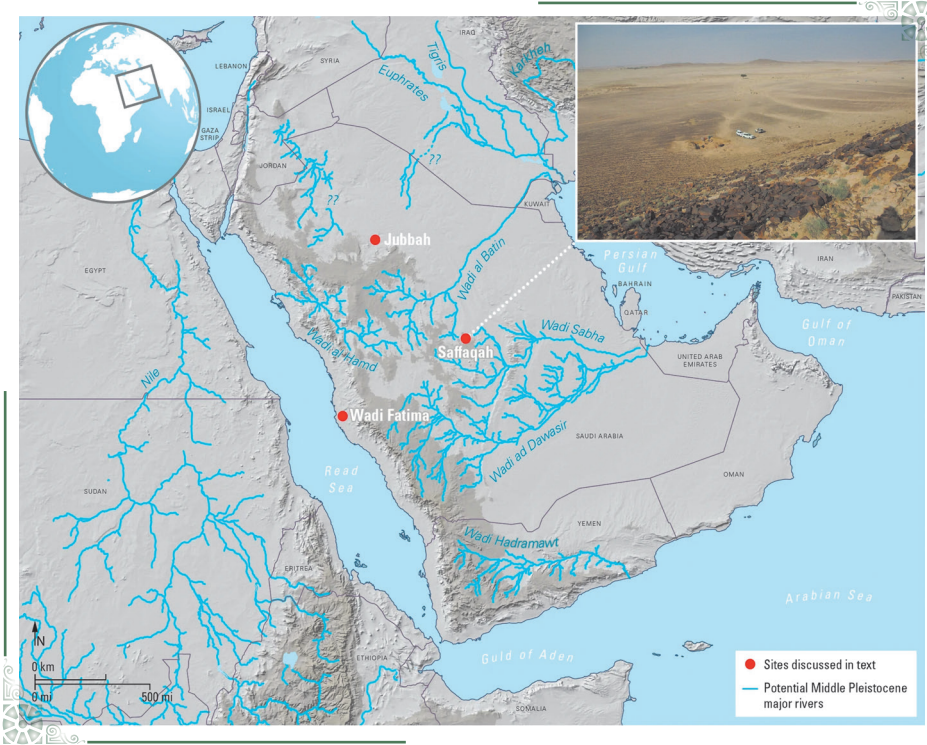 IRAQ
Tigris
Karkheh
LEBANON
SYRIA
Euphrates
ISRAEL
GAZA
STRIP
JORDAN
??
??
KUWAIT
Jubbah
Wadi al Batin
EGYPT
Persian
Gulf
IRAN
BAHRAIN
PAKISTAN
QATAR
Gulf of
Oman
Wadi Sabha
Wadi al Hamd
Saffaqah
UNITED ARAB
EMIRATES
Nile
Wadi Fatima
SAUDI ARABIA
Wadi ad Dawasir
Read
Sea
OMAN
SUDAN
YEMEN
Wadi Hadramawt
ERITREA
Arabian Sea
N
0 km
0 mi
500 mi
ETHIOPIA
Guld of Aden
SOMALIA
Sites discussed in text
Potential Middle Pleistocene
major rivers